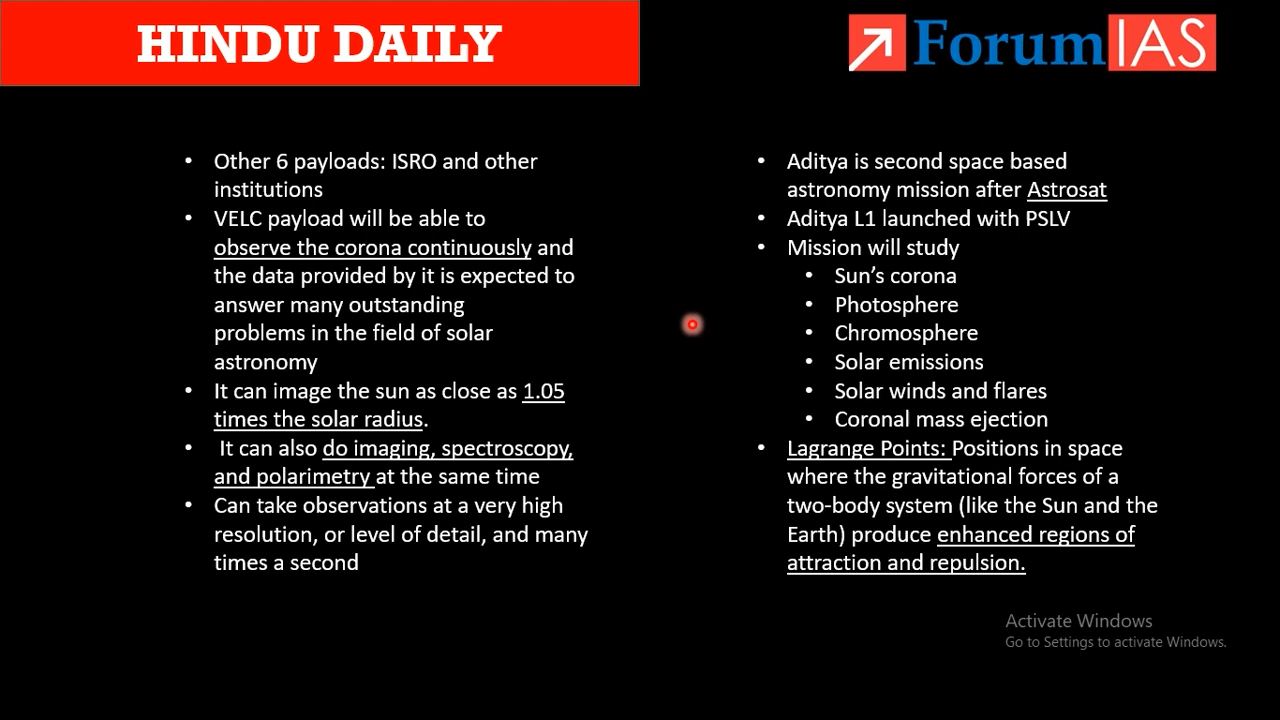 HINDU DAILY
ForumIAS
• Other 6 payloads: ISRO and other
institutions
• VELC payload will be able to
observe the corona continuously and
the data provided by it is expected to
answer many outstanding
problems in the field of solar
astronomy
• It can image the sun as close as 1.05
times the solar radius.
• It can also do imaging, spectroscopy,
and polarimetry at the same time
• Can take observations at a very high
resolution, or level of detail, and many
times a second
• Aditya is second space based
astronomy mission after Astrosat
• Aditya L1 launched with PSLV
• Mission will study
• Sun’s corona
• Photosphere
• Chromosphere
• Solar emissions
• Solar winds and flares
• Coronal mass ejection
• Lagrange Points: Positions in space
where the gravitational forces of a
two-body system (like the Sun and the
Earth) produce enhanced regions of
attraction and repulsion.
Activate Windows
Go to Settings to activate Windows.